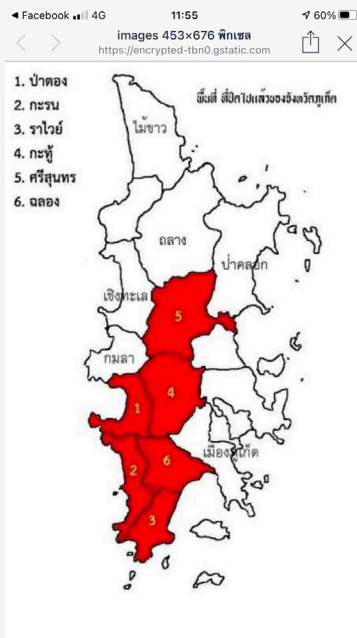 Facebook 4G 11:55 60%
images 453×676 พิกเซล
https://encrypted-tbn0.gstatic.com
1. ป่าตอง
2. กะรน
3. ราไวย์
4. กะทู้
5. ศรีสุนทร
6. ฉลอง
พื้นที่ ที่ปิดไปแล้วของจังหวัดภูเก็ต
ไม้ขาว
ถลาง
ป่าคลอก
เชิงทะเล
5
กมลา
4
1
เมืองภูเก็ต
6
2
3